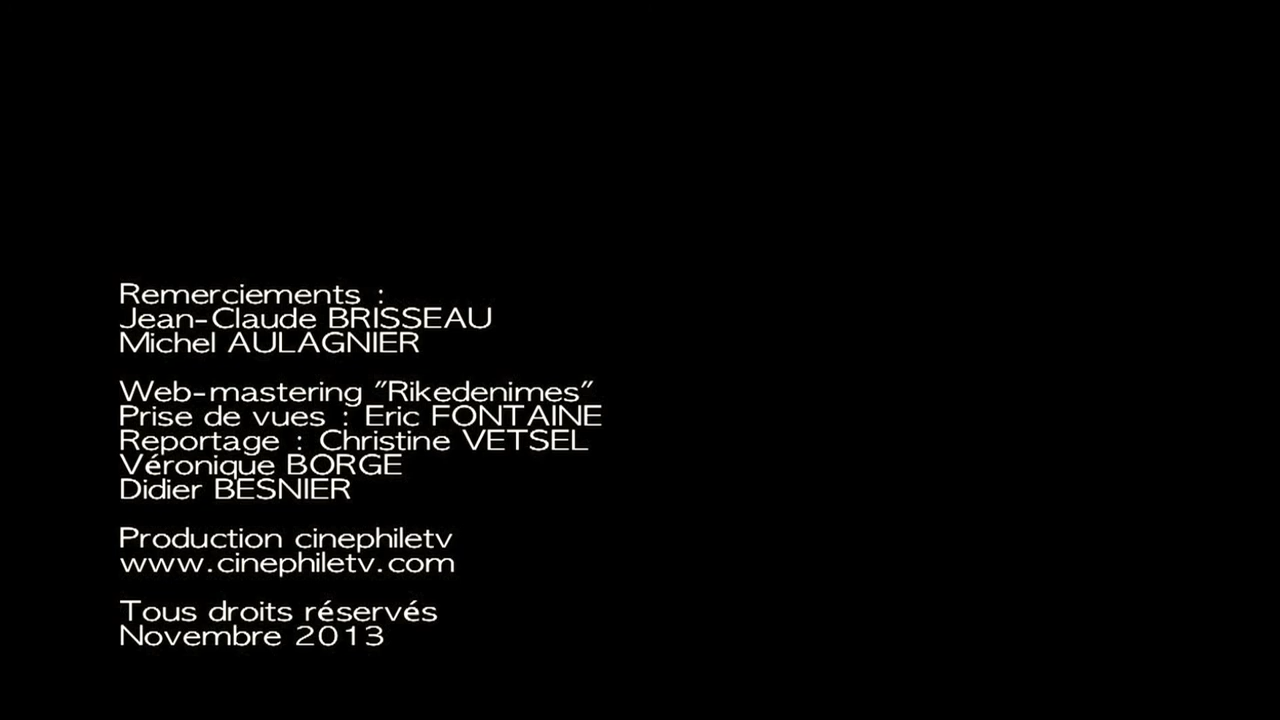 Remerciements :
Jean-Claude BRISSEAU
Michel AULAGNIER
Web-mastering "Rikedenimes"
Prise de vues : Eric FONTAINE
Reportage : Christine VETSEL
Véronique BORGE
Didier BESNIER
Production cinephiletv
www.cinephiletv.com
Tous droits réservés
Novembre 2013